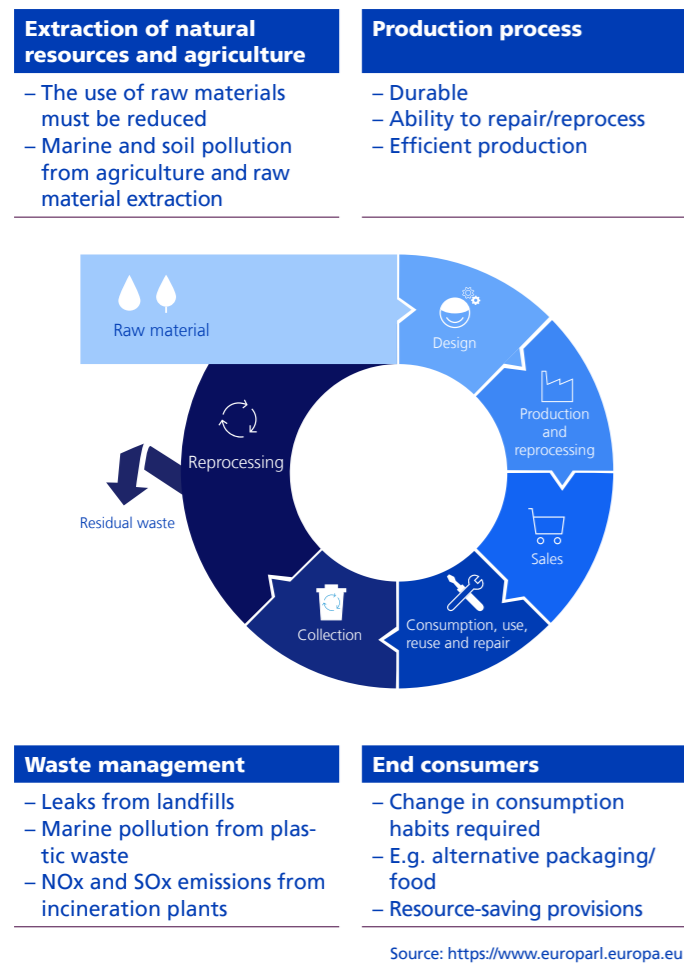 Extraction of natural
resources and agriculture
– The use of raw materials
must be reduced
– Marine and soil pollution
from agriculture and raw
material extraction
Production process
– Durable
– Ability to repair/reprocess
– Efficient production
Raw material
Design
Production
and
reprocessing
Sales
Consumption, use,
reuse and repair
Collection
Reprocessing
Residual waste
Waste management
– Leaks from landfills
– Marine pollution from plas-
tic waste
– NOx and SOx emissions from
incineration plants
End consumers
– Change in consumption
habits required
– E.g. alternative packaging/
food
– Resource-saving provisions
Source: https://www.europarl.europa.eu